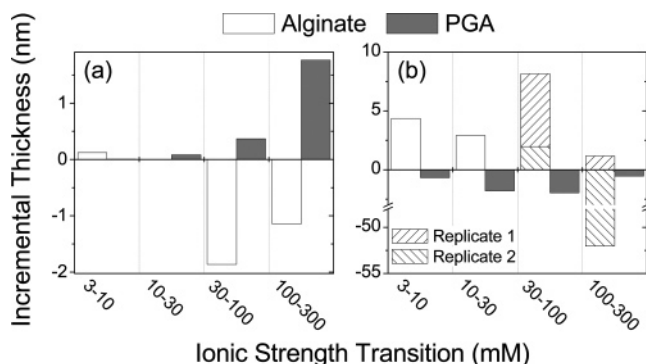 Alginate PGA
(a) (b)
Incremental Thickness (nm)
1
0
-1
-2
10
5
0
-50
-55
Replicate 1
Replicate 2
3-10 10-30 30-100 100-300 3-10 10-30 30-100 100-300
Ionic Strength Transition (mM)